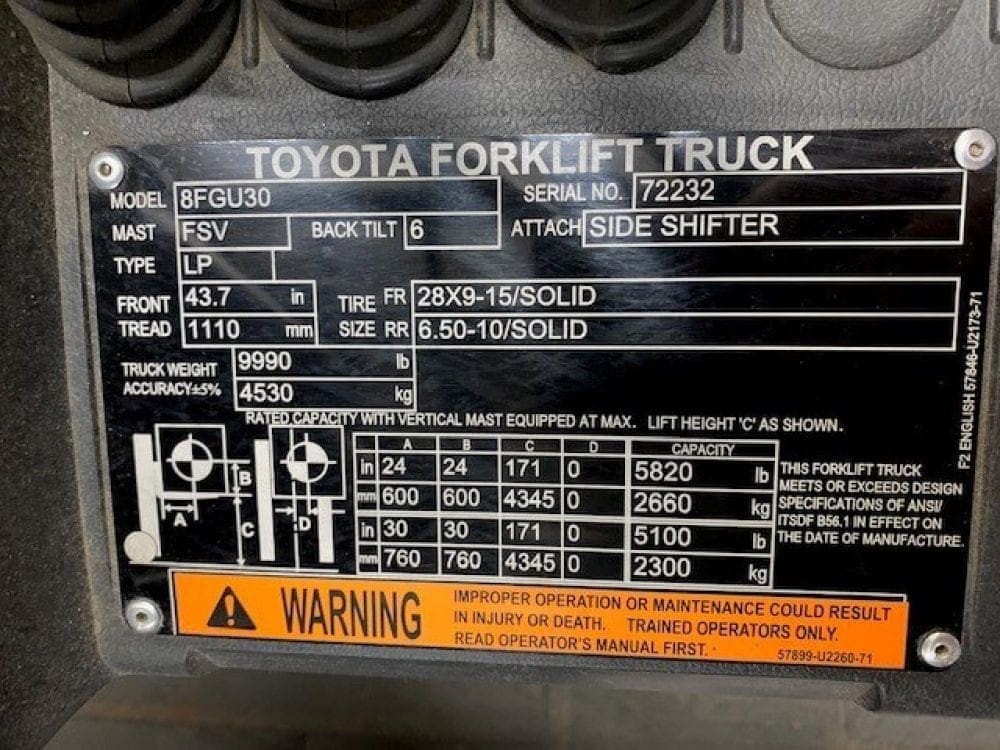 TOYOTA FORKLIFT TRUCK
MODEL 8FGU30 SERIAL NO. 72232
MAST FSV BACK TILT 6 ATTACH SIDE SHIFTER
TYPE LP
FRONT TREAD 43.7 in 1110 mm
TIRE SIZE FR 28X9-15/SOLID
RR 6.50-10/SOLID
TRUCK WEIGHT 9990 lb
ACCURACY±5% 4530 kg
RATED CAPACITY WITH VERTICAL MAST EQUIPPED AT MAX. LIFT HEIGHT 'C' AS SHOWN.
A B C D
A B C D CAPACITY
in 24 24 171 0 5820 lb
mm 600 600 4345 0 2660 kg
in 30 30 171 0 5100 lb
mm 760 760 4345 0 2300 kg
THIS FORKLIFT TRUCK
MEETS OR EXCEEDS DESIGN
SPECIFICATIONS OF ANSI/
ITSDF B56.1 IN EFFECT ON
THE DATE OF MANUFACTURE.
F2 ENGLISH 57846-U2173-71
WARNING
IMPROPER OPERATION OR MAINTENANCE COULD RESULT
IN INJURY OR DEATH. TRAINED OPERATORS ONLY.
READ OPERATOR'S MANUAL FIRST.
57899-U2260-71